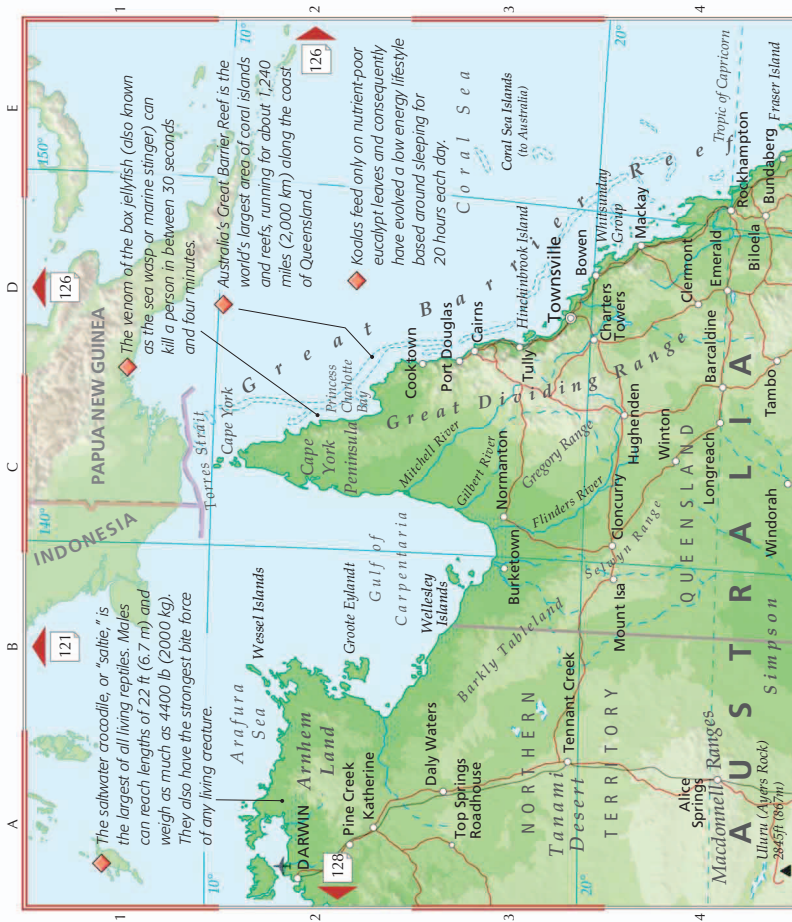 A
B
C
D
E
1
1
2
2
3
3
4
4
121
126
126
128
The saltwater crocodile, or "saltie," is
the largest of all living reptiles. Males
can reach lengths of 22 ft (6.7 m) and
weigh as much as 4400 lb (2000 kg).
They also have the strongest bite force
of any living creature.
The venom of the box jellyfish (also known
as the sea wasp or marine stinger) can
kill a person in between 30 seconds
and four minutes.
Australia's Great Barrier Reef is the
world's largest area of coral islands
and reefs, running for about 1,240
miles (2,000 km) along the coast
of Queensland.
Koalas feed only on nutrient-poor
eucalypt leaves and consequently
have evolved a low energy lifestyle
based around sleeping for
20 hours each day.
INDONESIA
PAPUA NEW GUINEA
140°
150°
10°
10°
20°
20°
Torres Strait
Cape York
Arafura
Sea
Wessel Islands
Groote Eylandt
Gulf of
Carpentaria
Wellesley
Islands
Cape
York
Peninsula
Princess
Charlotte
Bay
Great Barrier Reef
Coral Sea
Coral Sea Islands
(to Australia)
DARWIN
Arnhem
Land
Pine Creek
Katherine
Daly Waters
Top Springs
Roadhouse
NORTHERN
TERRITORY
Tanami
Desert
Tennant Creek
Barkly Tableland
Burketown
Normanton
Mitchell River
Gilbert River
Flinders River
Gregory Range
Great Dividing Range
Cooktown
Port Douglas
Cairns
Tully
Hinchinbrook Island
Townsville
Bowen
Whitsunday
Group
Mackay
Charters
Towers
Hughenden
Cloncurry
Mount Isa
Selwyn Range
Winton
QUEENSLAND
Longreach
Barcaldine
Clermont
Emerald
Rockhampton
Biloela
Bundaberg
Fraser Island
Tropic of Capricorn
Tambo
Windorah
AUSTRALIA
Simpson
Alice
Springs
Macdonnell Ranges
Uluru (Ayers Rock)
2845ft (867m)